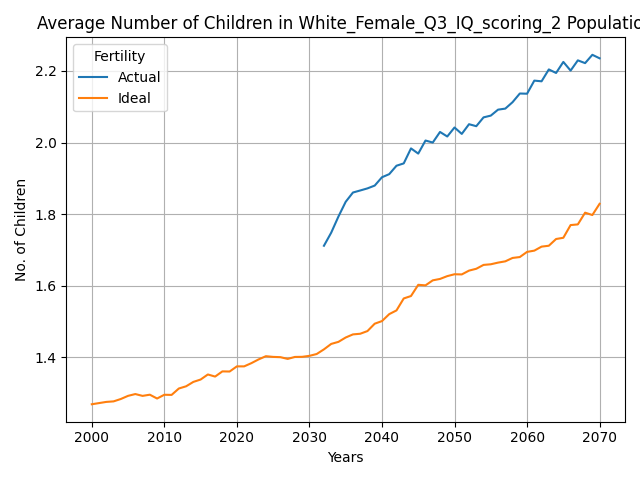 Average Number of Children in White_Female_Q3_IQ_scoring_2 Populatio
Fertility
Actual
Ideal
No. of Children
2.2
2.0
1.8
1.6
1.4
2000 2010 2020 2030 2040 2050 2060 2070
Years